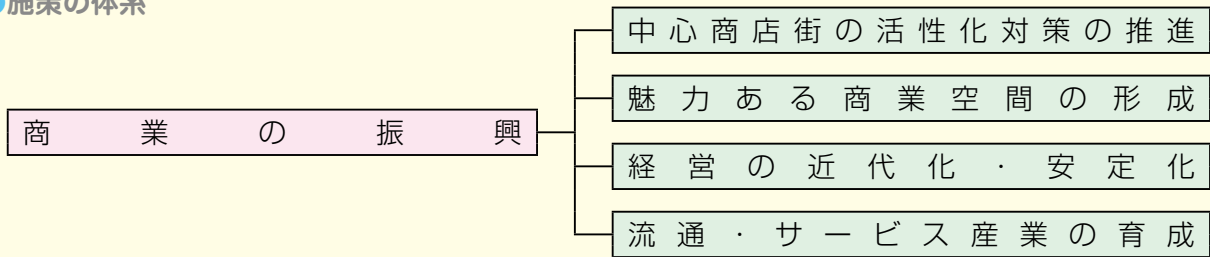 施策の体系
商業の振興
中心商店街の活性化対策の推進
魅力ある商業空間の形成
経営の近代化・安定化
流通・サービス産業の育成